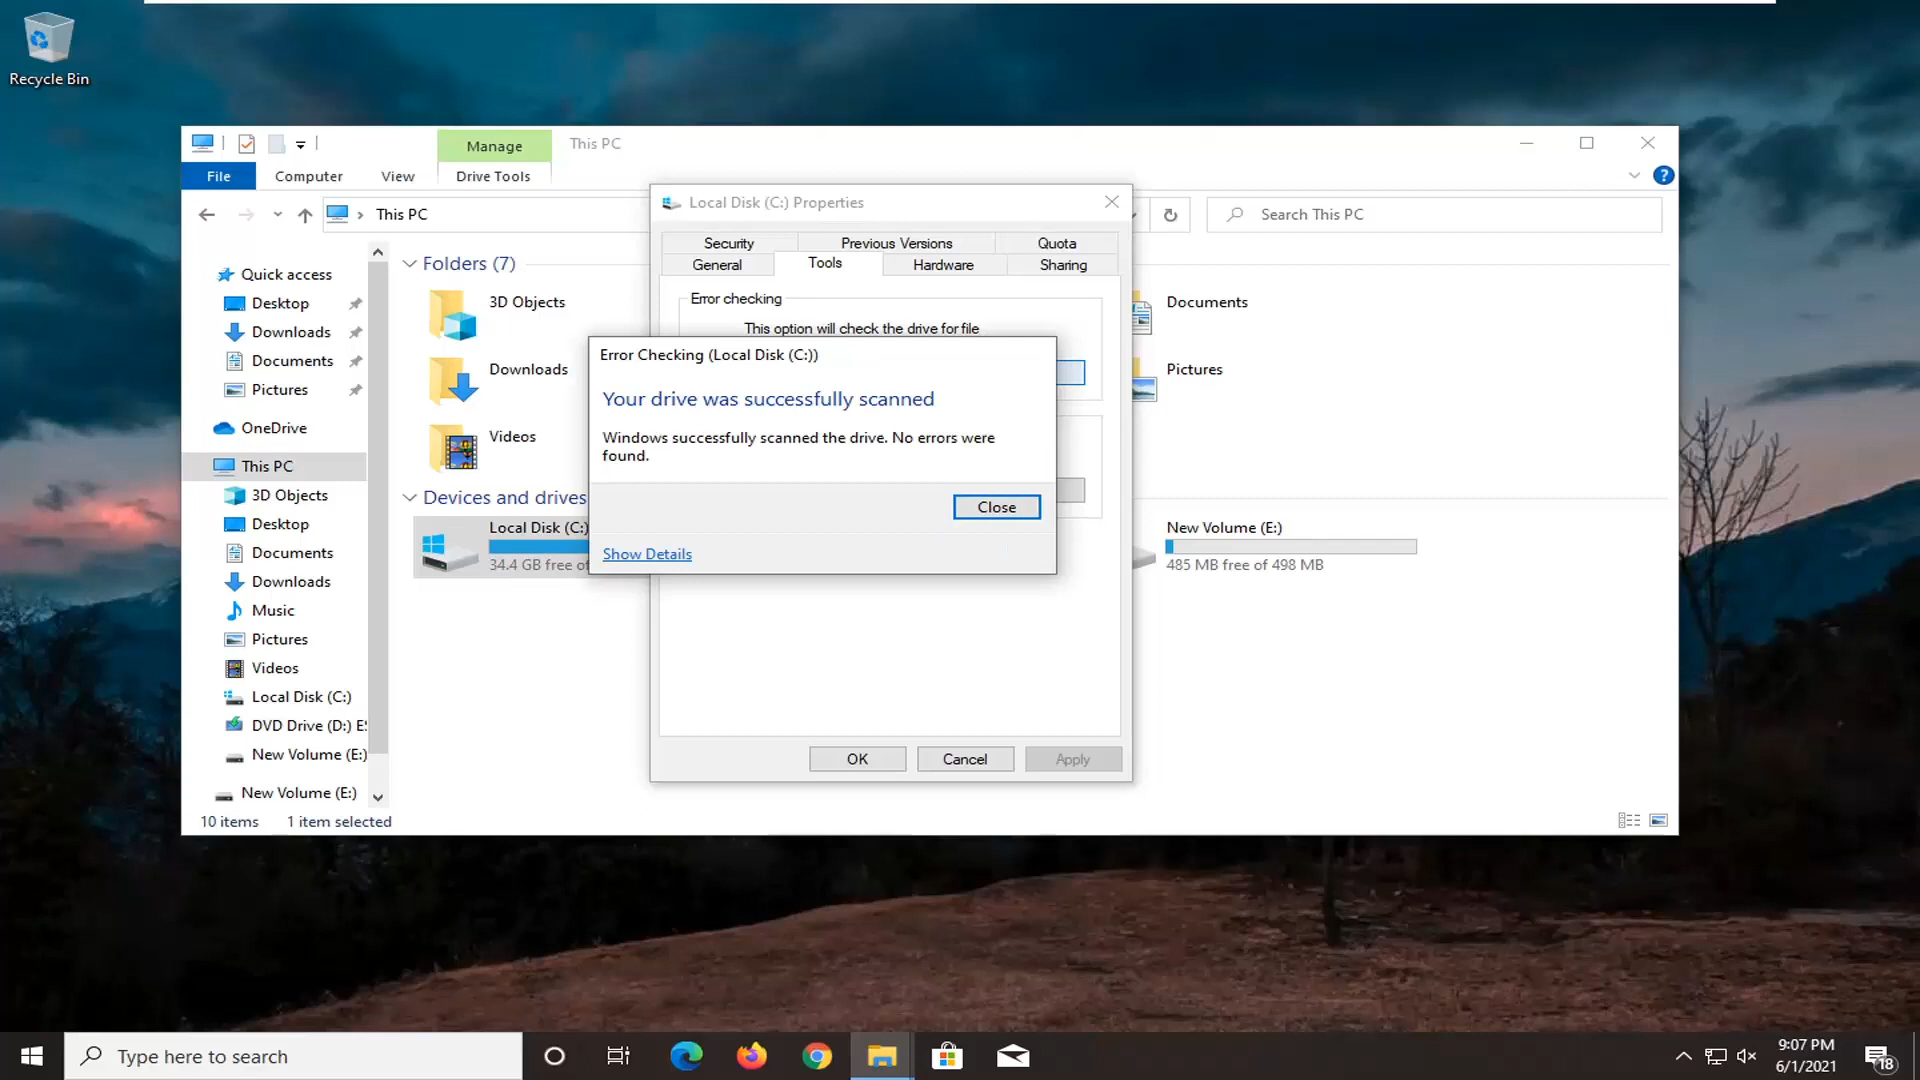 Recycle Bin
Manage
This PC
File
Computer
View
Drive Tools
This PC
Search This PC
Quick access
Desktop
Downloads
Documents
Pictures
OneDrive
This PC
3D Objects
Desktop
Documents
Downloads
Music
Pictures
Videos
Local Disk (C:)
DVD Drive (D:)
New Volume (E:)
New Volume (E:)
10 items
1 item selected
Folders (7)
3D Objects
Downloads
Videos
Documents
Pictures
Devices and drives
Local Disk (C:)
34.4 GB free of
New Volume (E:)
485 MB free of 498 MB
Local Disk (C:) Properties
Security
Previous Versions
Quota
General
Tools
Hardware
Sharing
Error checking
This option will check the drive for file
Error Checking (Local Disk (C:))
Your drive was successfully scanned
Windows successfully scanned the drive. No errors were
found.
Close
Show Details
OK
Cancel
Apply
Type here to search
9:07 PM
6/1/2021
18